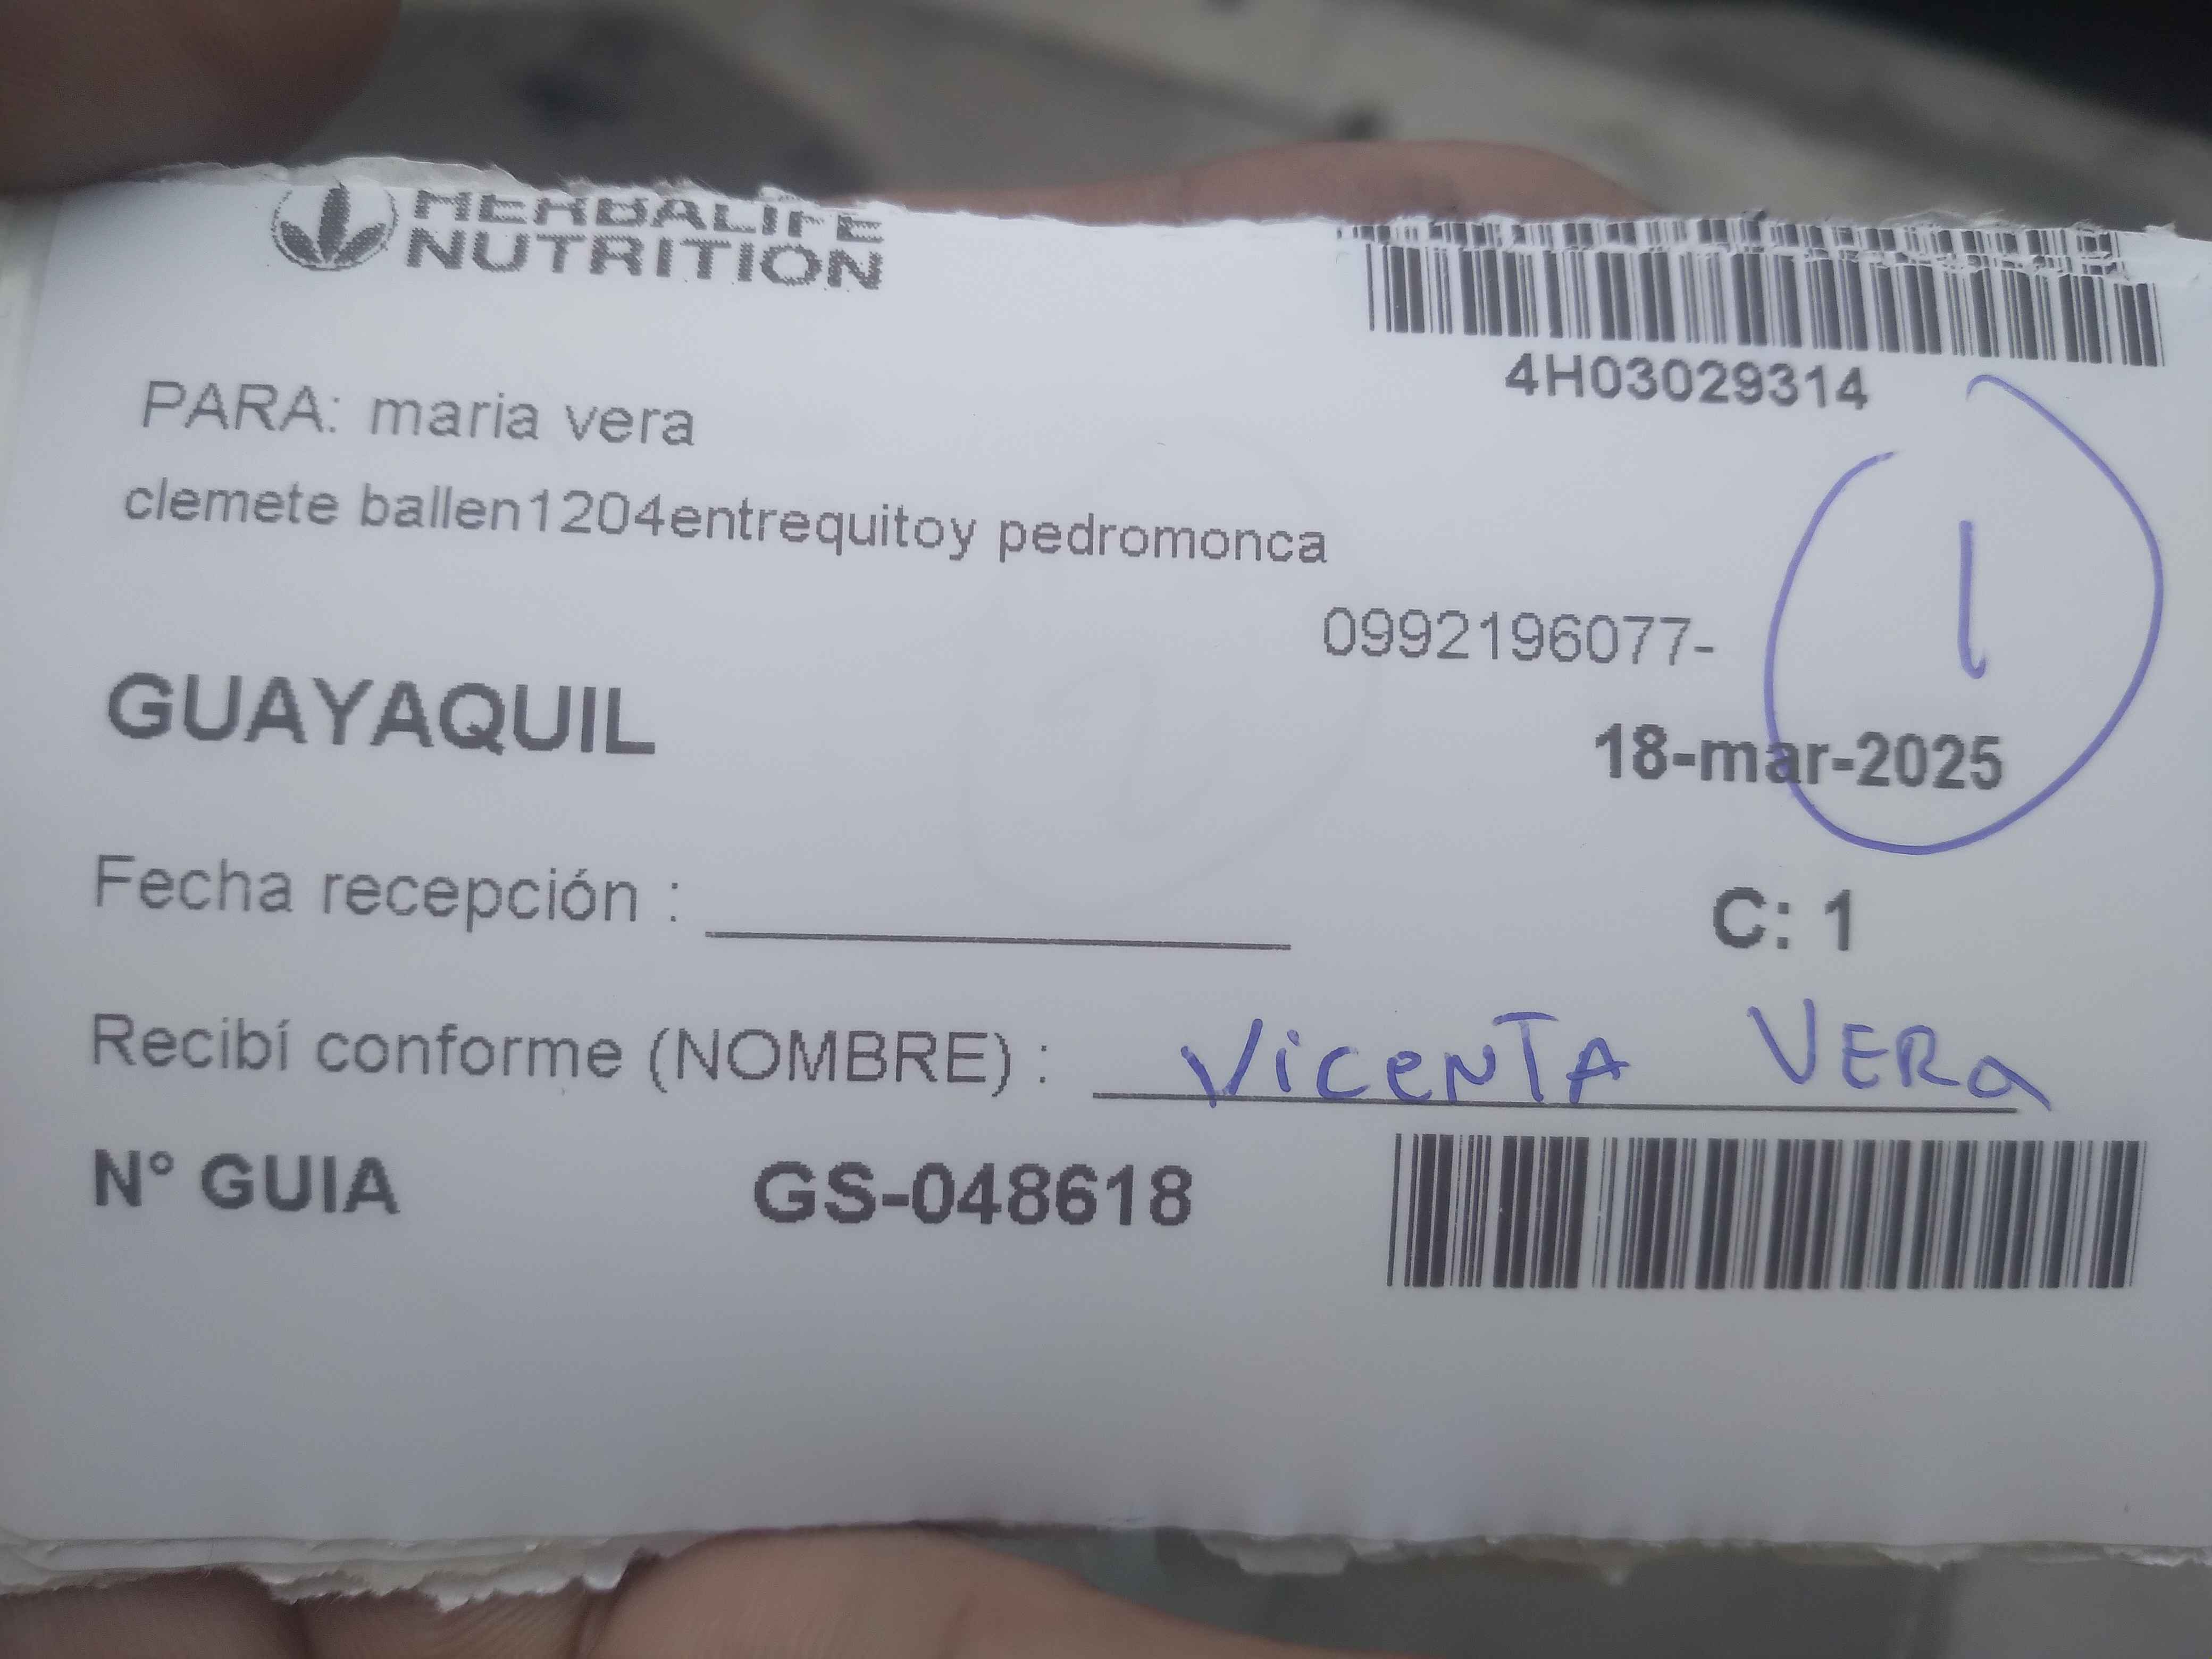 HERBALIFE
NUTRITION
4H03029314
PARA: maria vera
clemete ballen1204entrequitoy pedromonca
1
0992196077-
GUAYAQUIL
18-mar-2025
Fecha recepción :
C: 1
Recibí conforme (NOMBRE) : VicenTA VERa
N° GUIA GS-048618